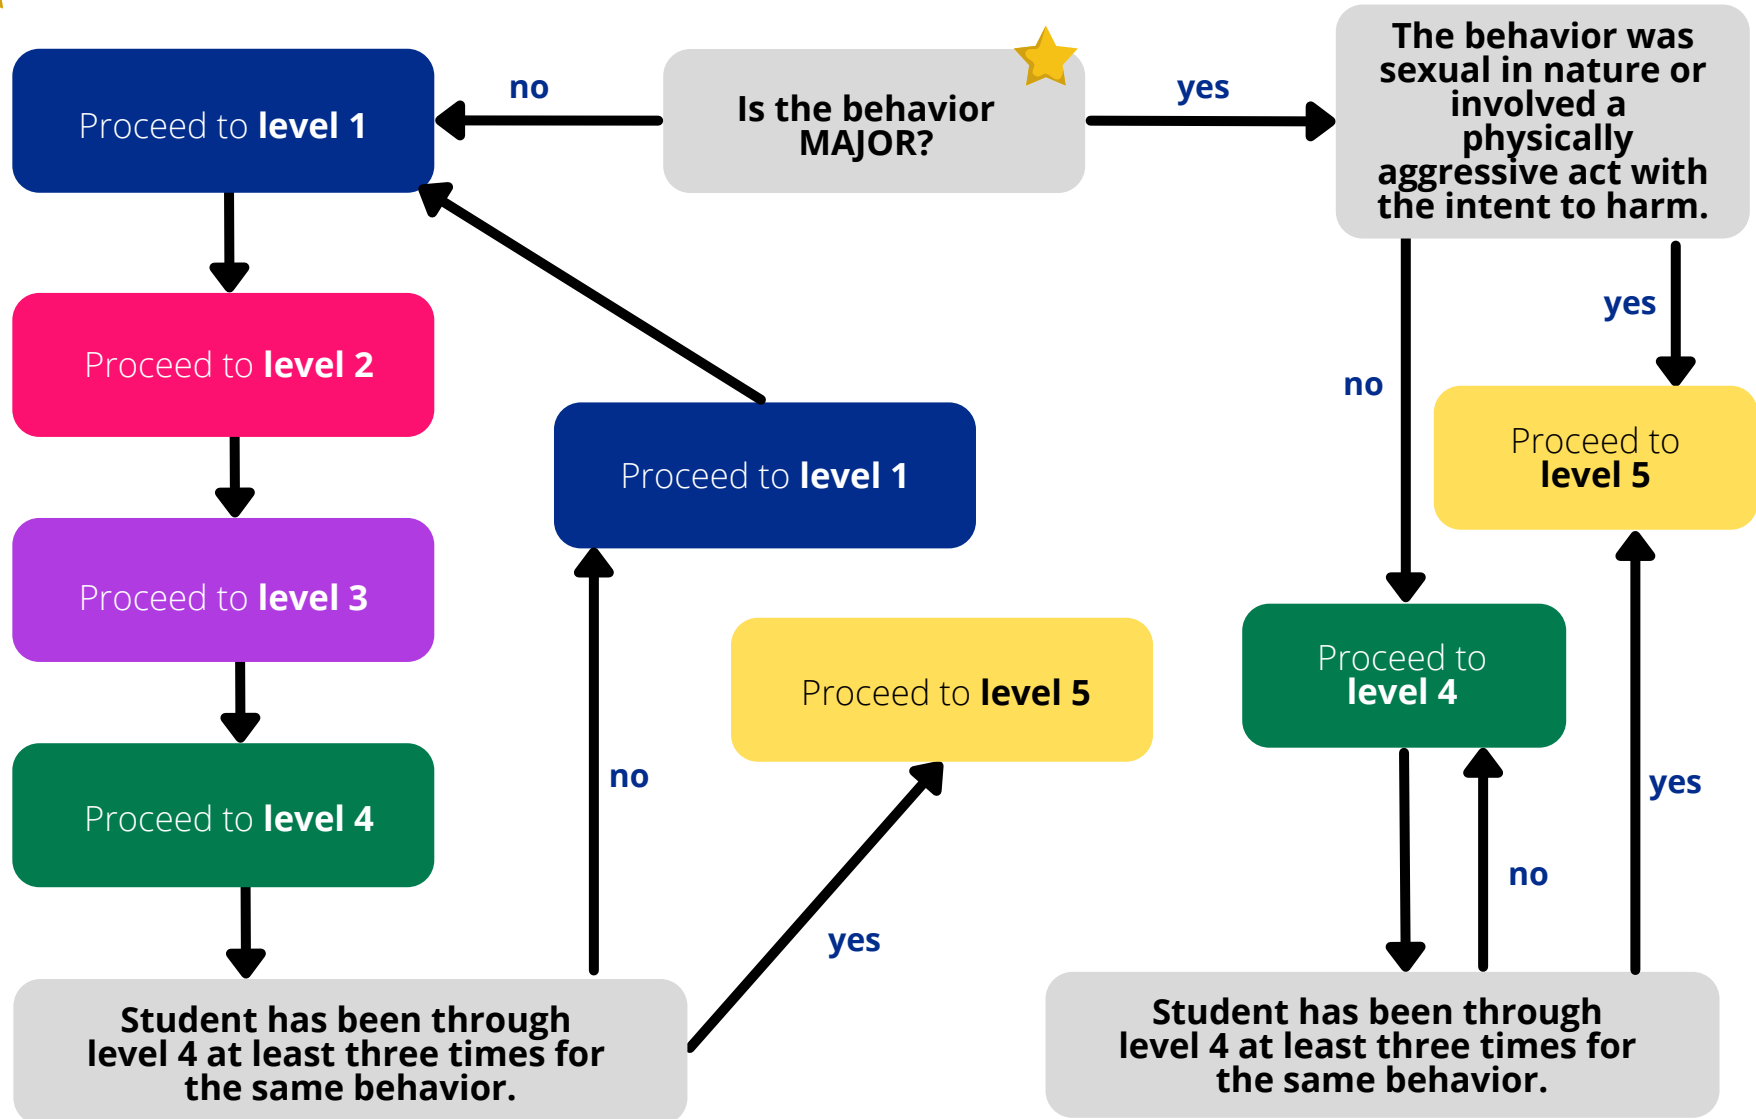 Is the behavior
MAJOR?
no
yes
Proceed to level 1
Proceed to level 2
Proceed to level 3
Proceed to level 4
Student has been through
level 4 at least three times for
the same behavior.
no
Proceed to level 1
yes
Proceed to level 5
The behavior was
sexual in nature or
involved a
physically
aggressive act with
the intent to harm.
yes
Proceed to
level 5
no
Proceed to
level 4
Student has been through
level 4 at least three times for
the same behavior.
no
yes